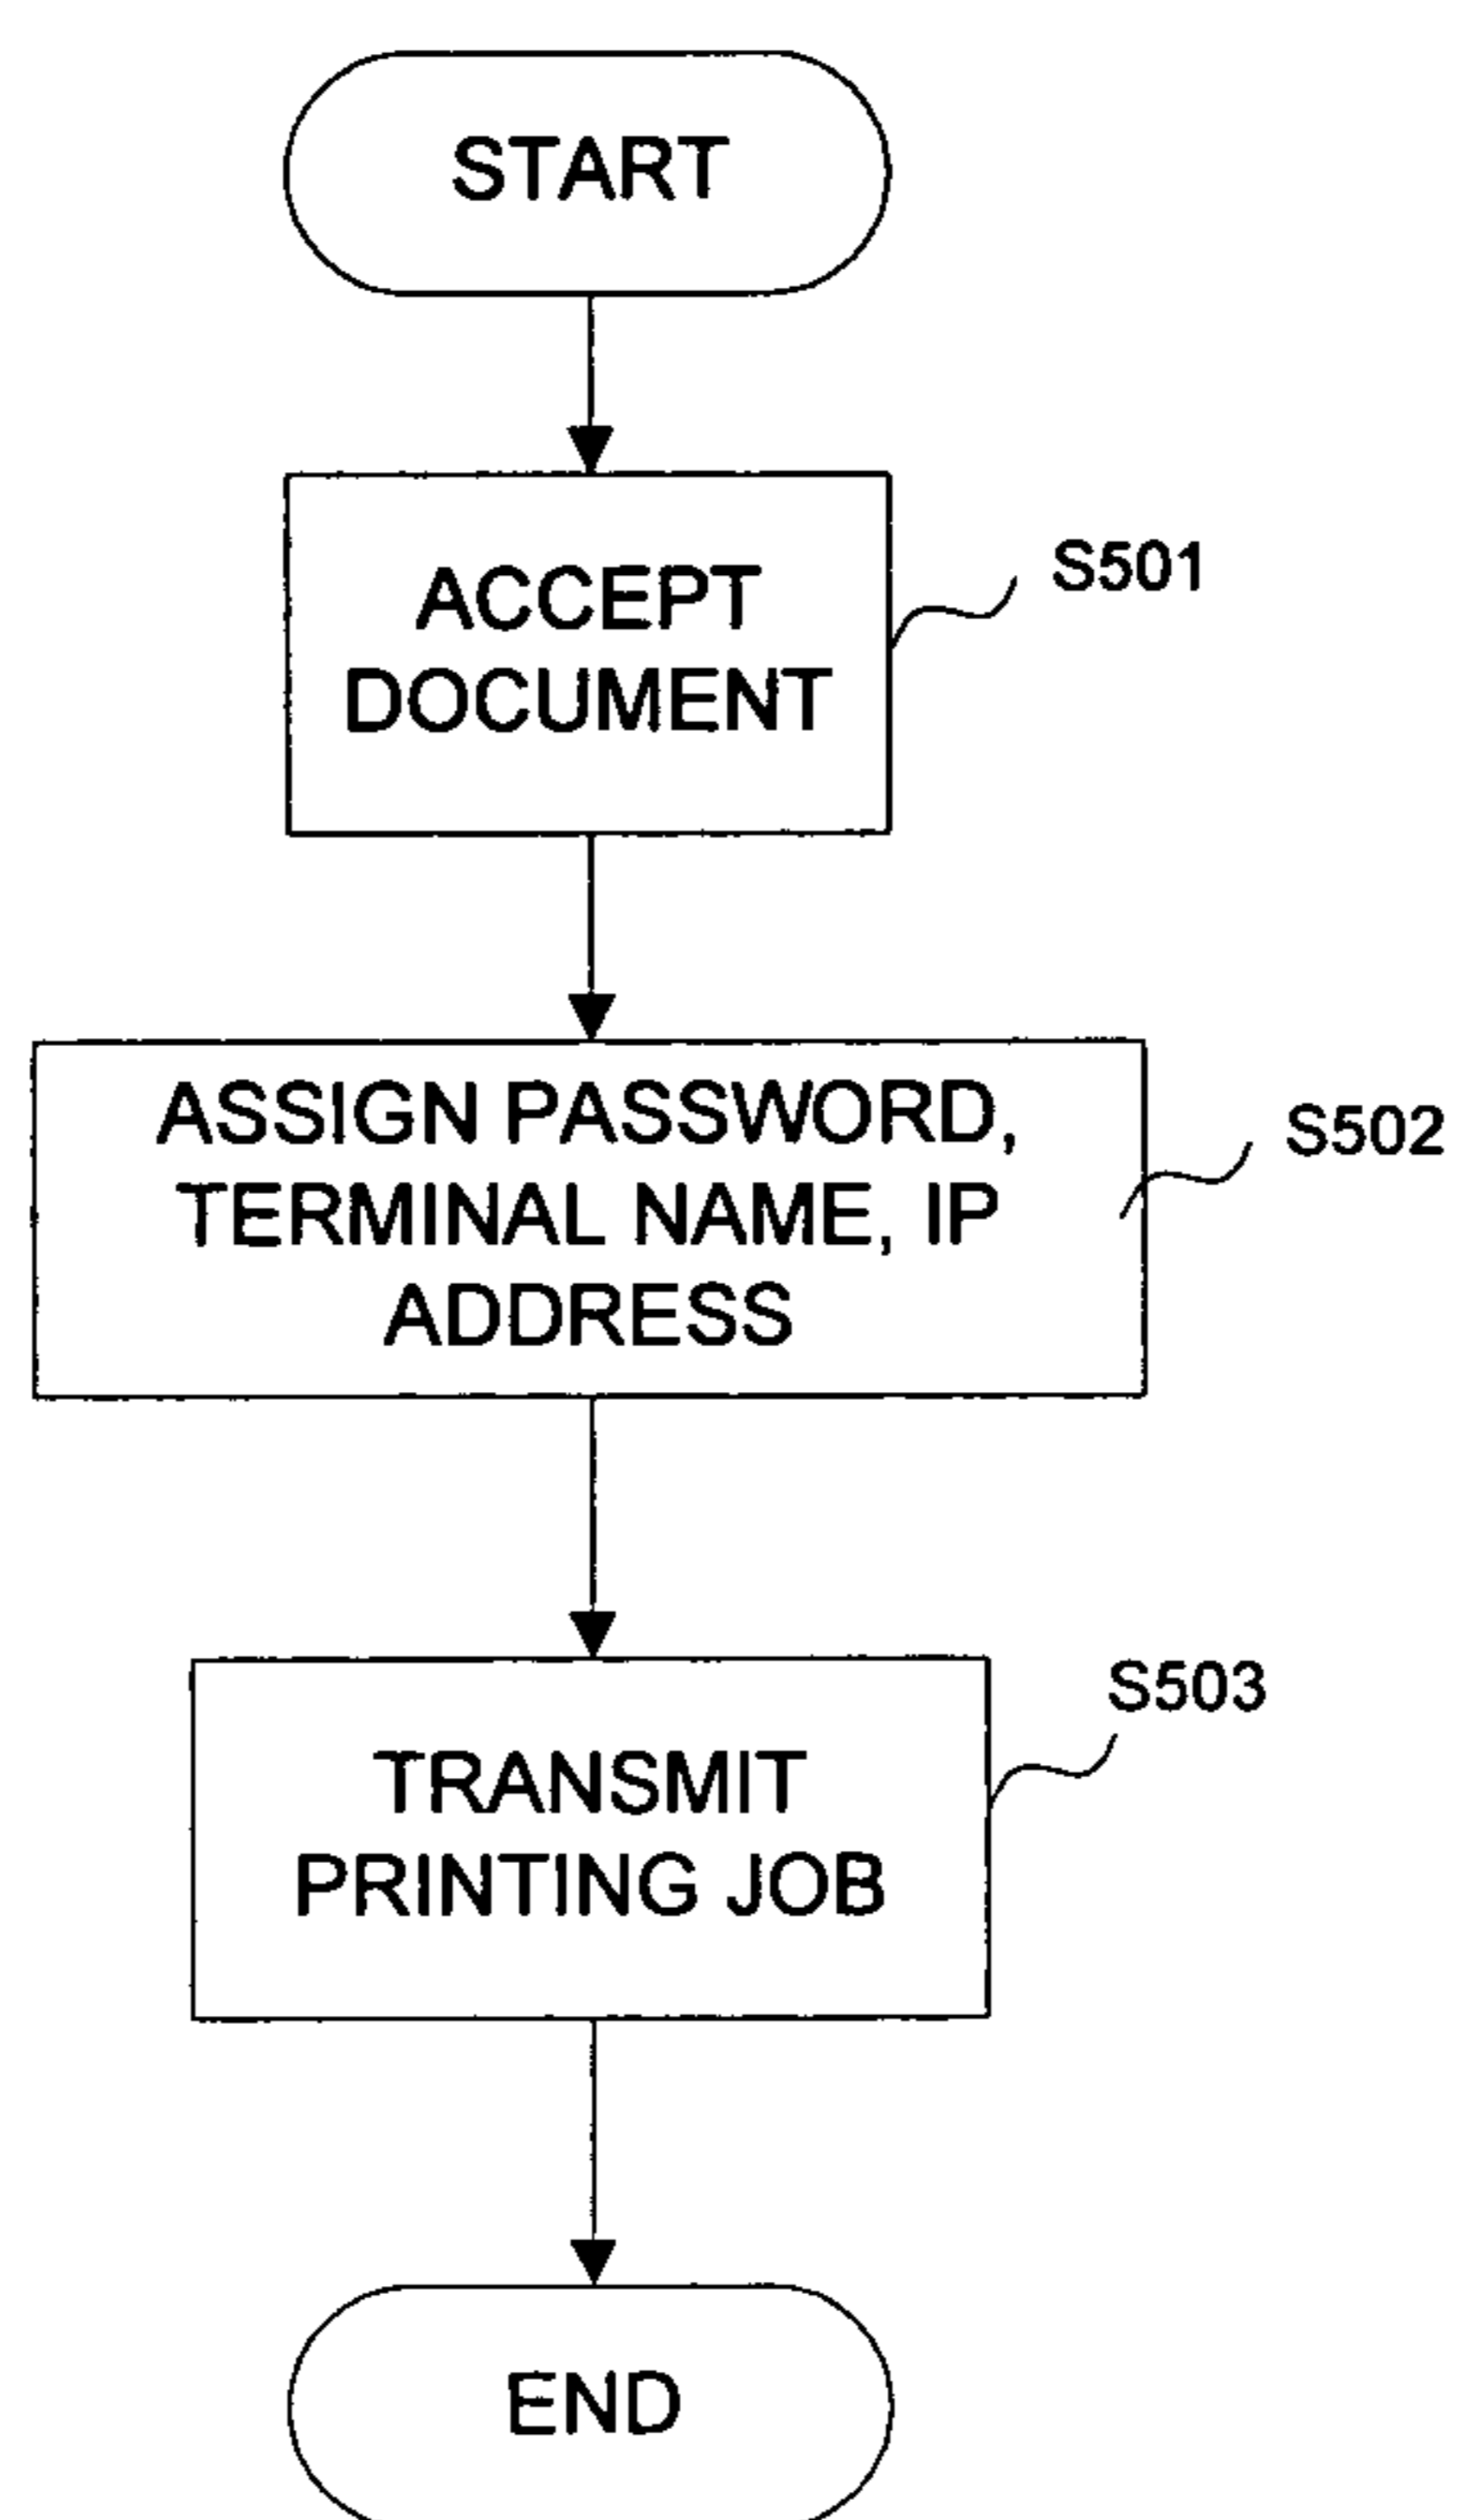 START
ACCEPT
DOCUMENT
S501
ASSIGN PASSWORD,
TERMINAL NAME, IP
ADDRESS
S502
TRANSMIT
PRINTING JOB
S503
END